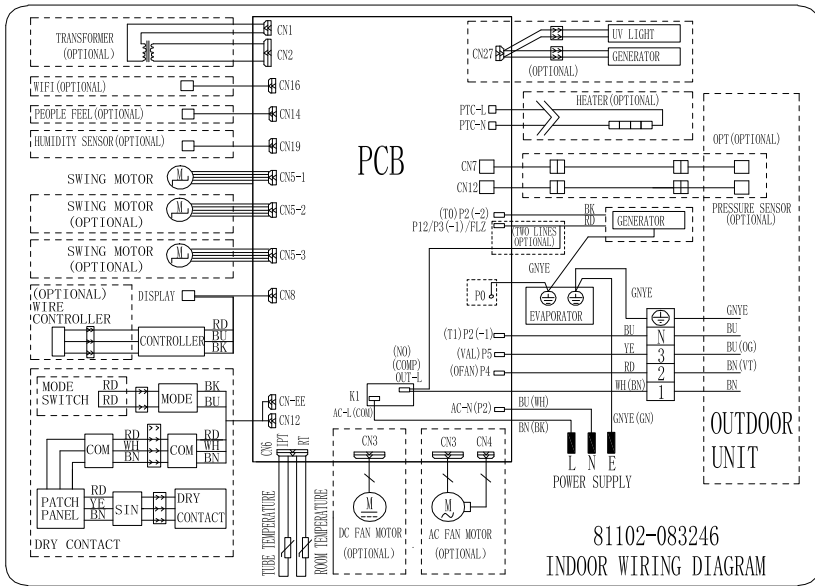 TRANSFORMER
(OPTIONAL)
CN1
CN2
WIFI(OPTIONAL)
CN16
PEOPLE FEEL(OPTIONAL)
CN14
HUMIDITY SENSOR(OPTIONAL)
CN19
SWING MOTOR
M
CN5-1
SWING MOTOR
(OPTIONAL)
M
CN5-2
SWING MOTOR
(OPTIONAL)
M
CN5-3
(OPTIONAL)
WIRE
CONTROLLER
DISPLAY
CN8
CONTROLLER
RD
BU
BK
MODE
SWITCH
RD
RD
MODE
BK
BU
CN-EE
CN12
COM
RD
WH
BN
COM
RD
WH
BN
PATCH
PANEL
RD
YE
BN
SIN
DRY
CONTACT
DRY CONTACT
CN6
IPT
RT
TUBE TEMPERATURE
ROOM TEMPERATURE
PCB
CN3
M
DC FAN MOTOR
(OPTIONAL)
CN3
CN4
M
AC FAN MOTOR
(OPTIONAL)
K1
(NO)
(COMP)
OUT-L
AC-L(COM)
CN27
UV LIGHT
GENERATOR
(OPTIONAL)
PTC-L
PTC-N
HEATER(OPTIONAL)
CN7
CN12
OPT(OPTIONAL)
PRESSURE SENSOR
(OPTIONAL)
(T0)P2(-2)
P12/P3(-1)/FLZ
BK
RD
GENERATOR
(TWO LINES
OPTIONAL)
GNYE
P0
EVAPORATOR
GNYE
(T1)P2(-1)
(VAL)P5
(OFAN)P4
BU
YE
RD
WH(BN)
N
3
2
1
GNYE
BU
BU(OG)
BN(VT)
BN
AC-N(P2)
BU(WH)
BN(BK)
GNYE(GN)
L N E
POWER SUPPLY
OUTDOOR
UNIT
81102-083246
INDOOR WIRING DIAGRAM